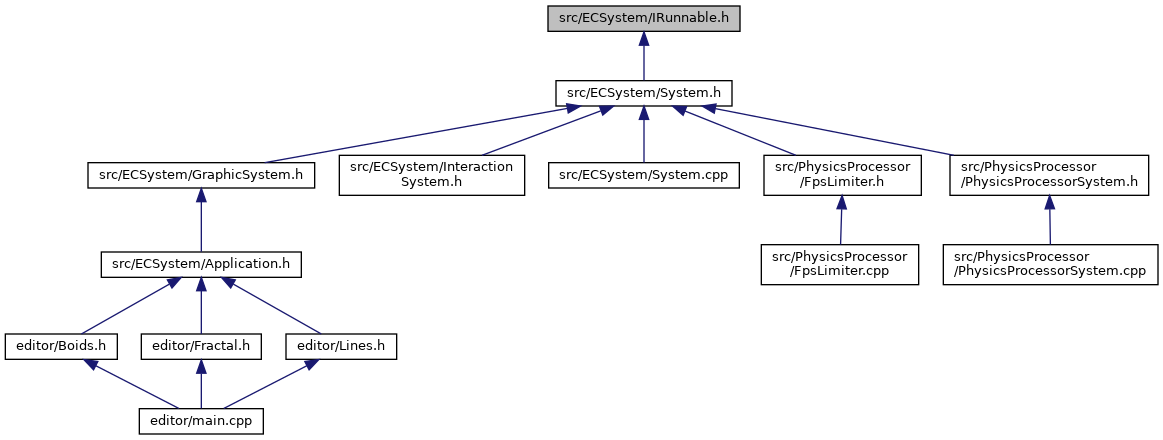 src/ECSystem/IRunnable.h
src/ECSystem/System.h
src/ECSystem/GraphicSystem.h
src/ECSystem/Interaction
System.h
src/ECSystem/System.cpp
src/PhysicsProcessor
/FpsLimiter.h
src/PhysicsProcessor
/PhysicsProcessorSystem.h
src/ECSystem/Application.h
src/PhysicsProcessor
/FpsLimiter.cpp
src/PhysicsProcessor
/PhysicsProcessorSystem.cpp
editor/Boids.h
editor/Fractal.h
editor/Lines.h
editor/main.cpp